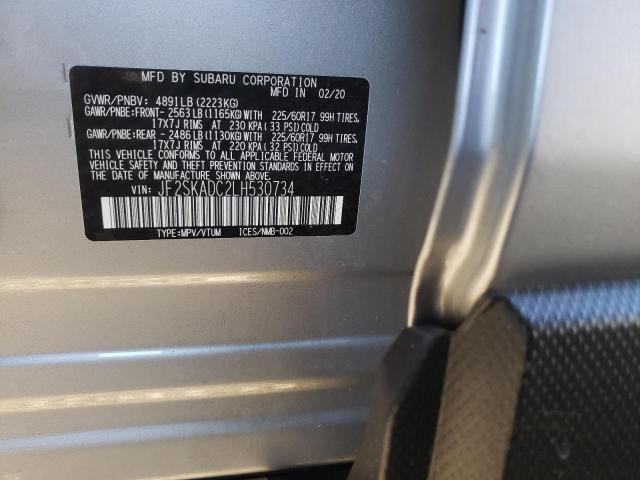 MFD BY SUBARU CORPORATION
MFD IN 02/20
GVWR/PNBV: 4891LB (2223KG)
GAWR/PNBE:FRONT- 2563LB (1165KG)WITH 225/60R17 99H TIRES,
17X7J RIMS AT 230 KPA (33 PSI)COLD
GAWR/PNBE:REAR - 2486LB (1130KG)WITH 225/60R17 99H TIRES,
17X7J RIMS AT 220 KPA (32 PSI)COLD
THIS VEHICLE CONFORMS TO ALL APPLICABLE FEDERAL MOTOR
VEHICLE SAFETY AND THEFT PREVENTION STANDARDS IN EFFECT ON
THE DATE OF MANUFACTURE SHOWN ABOVE.
VIN: JF2SKADC2LH530734
TYPE:MPV/VTUM ICES/NMB-002